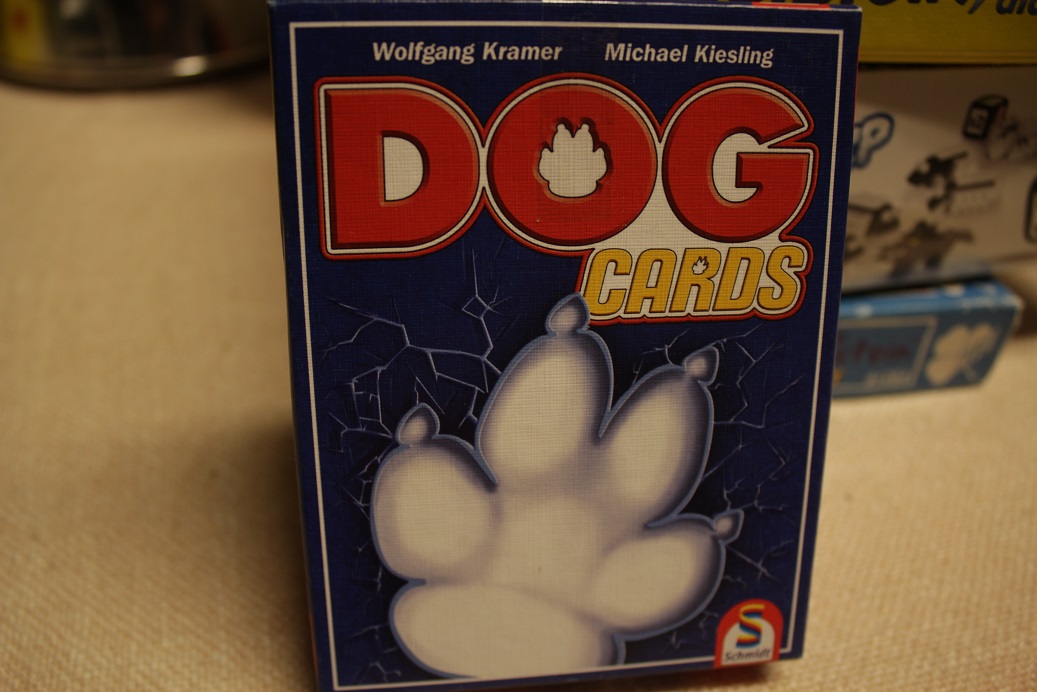 Wolfgang Kramer Michael Kiesling
DOG
CARDS
Schmidt